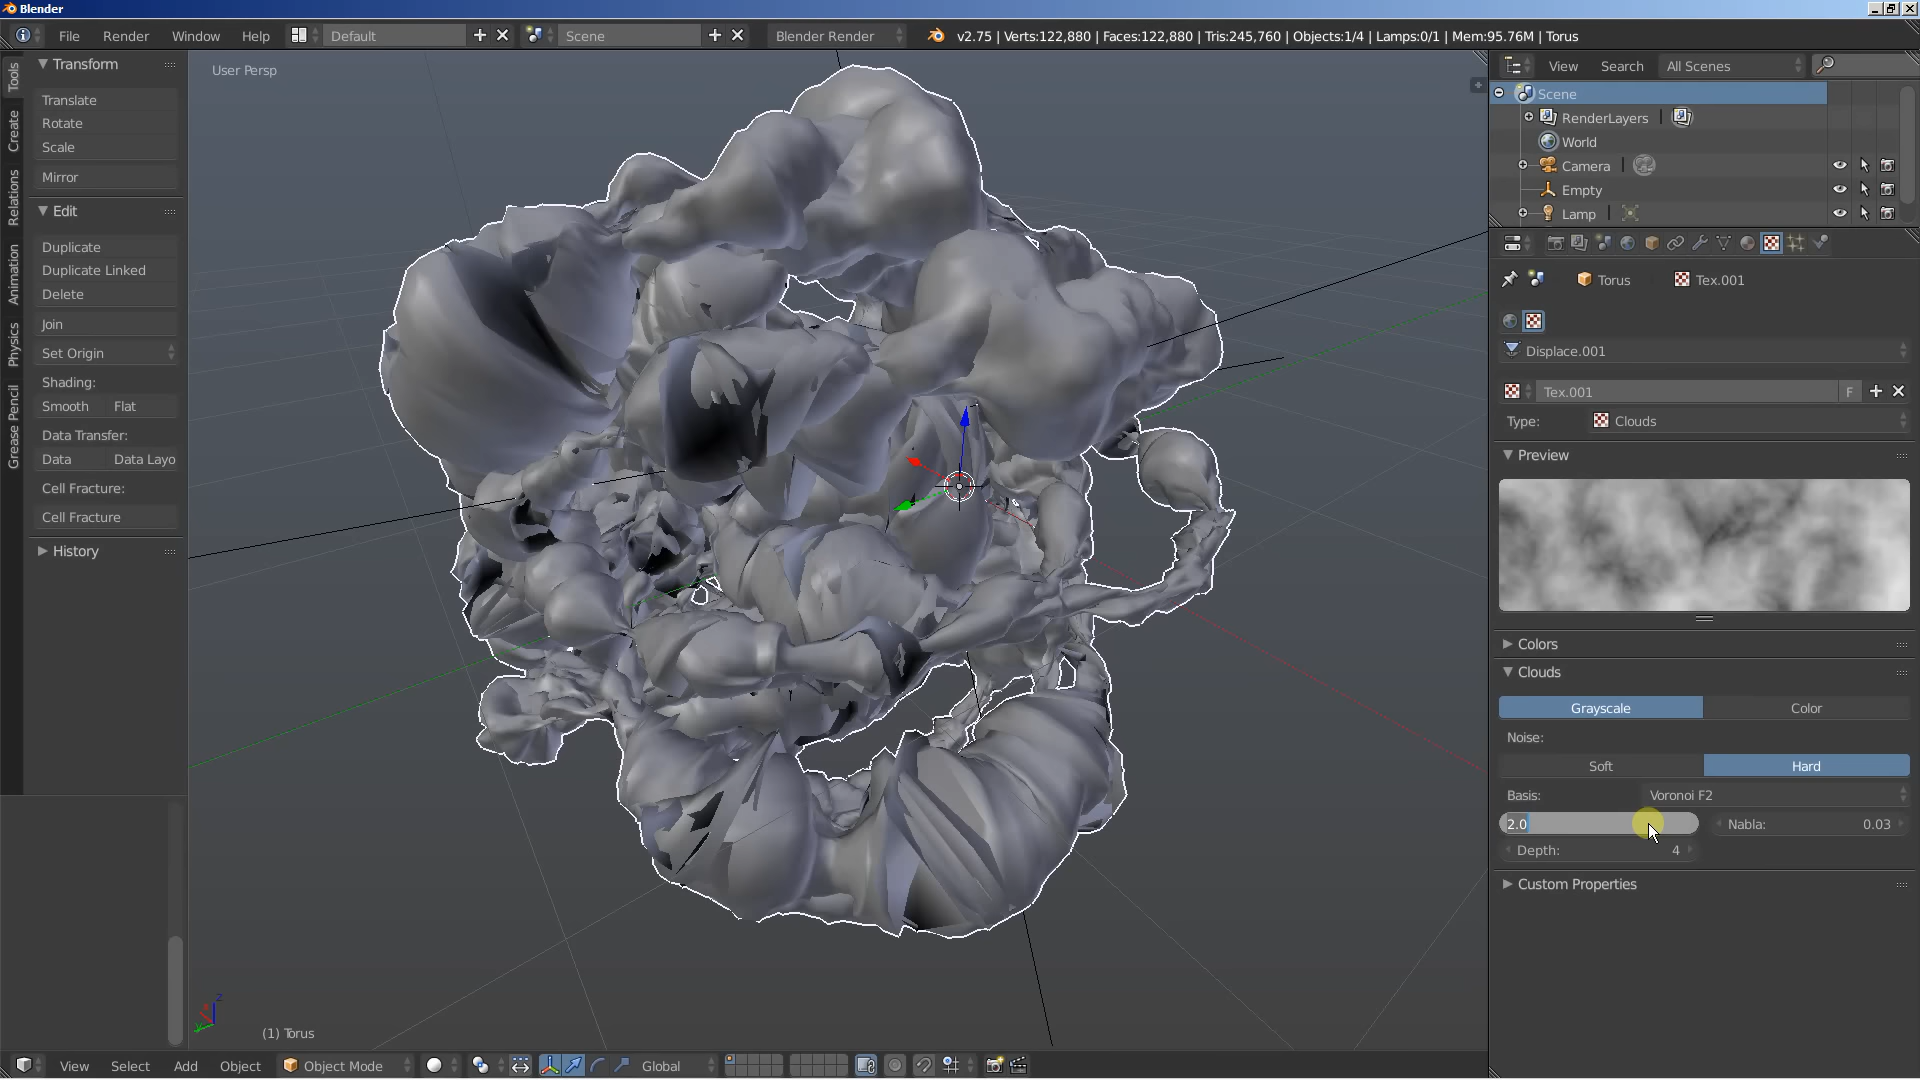 Blender
File Render Window Help Default Scene Blender Render v2.75 | Verts:122,880 | Faces:122,880 | Tris:245,760 | Objects:1/4 | Lamps:0/1 | Mem:95.76M | Torus
Tools
Create
Relations
Animation
Physics
Grease Pencil
Transform
Translate
Rotate
Scale
Mirror
Edit
Duplicate
Duplicate Linked
Delete
Join
Set Origin
Shading:
Smooth Flat
Data Transfer:
Data Data Layo
Cell Fracture:
Cell Fracture
History
User Persp
(1) Torus
View Select Add Object Object Mode Global
View Search All Scenes
Scene
RenderLayers
World
Camera
Empty
Lamp
Torus Tex.001
Displace.001
Tex.001 F
Type: Clouds
Preview
Colors
Clouds
Grayscale Color
Noise:
Soft Hard
Basis: Voronoi F2
2.0 Nabla: 0.03
Depth: 4
Custom Properties